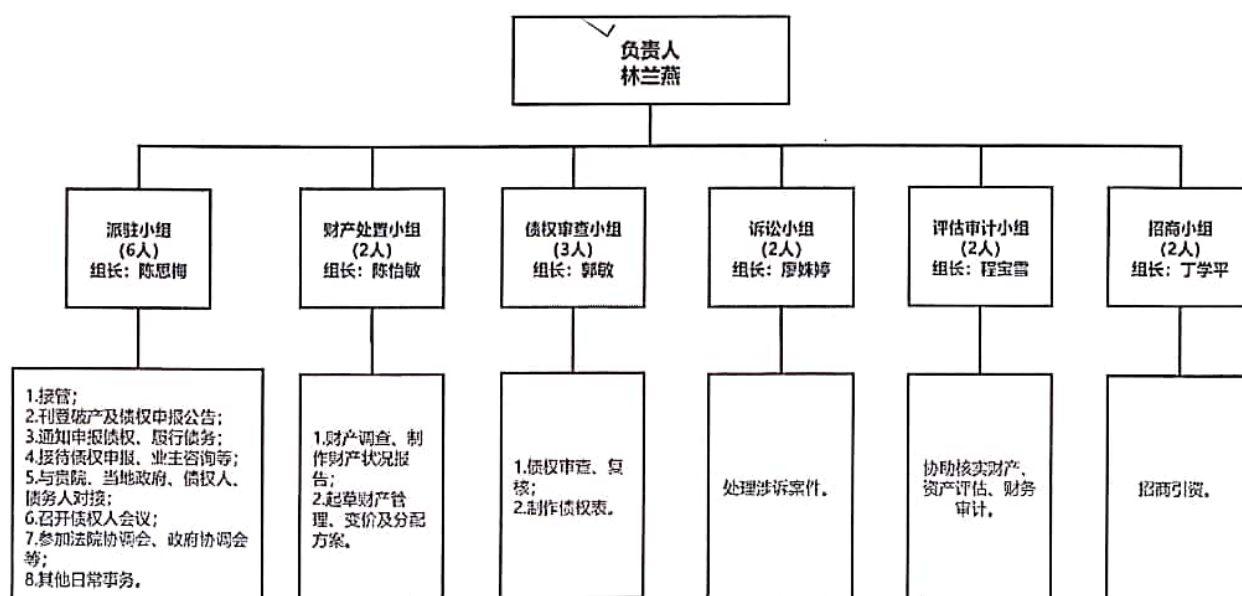 负责人
林兰燕
派驻小组
(6人)
组长：陈思梅
财产处置小组
(2人)
组长：陈怡敏
债权审查小组
(3人)
组长：郭敏
诉讼小组
(2人)
组长：廖姝婷
评估审计小组
(2人)
组长：程宝雪
招商小组
(2人)
组长：丁学平
1.接管；
2.刊登破产及债权申报公告；
3.通知申报债权、履行债务；
4.接待债权申报、业主咨询等；
5.与贵院、当地政府、债权人、
债务人对接；
6.召开债权人会议；
7.参加法院协调会、政府协调会
等；
8.其他日常事务。
1.财产调查、制
作财产状况报
告；
2.起草财产管
理、变价及分配
方案。
1.债权审查、复
核；
2.制作债权表。
处理涉诉案件。
协助核实财产、
资产评估、财务
审计。
招商引资。